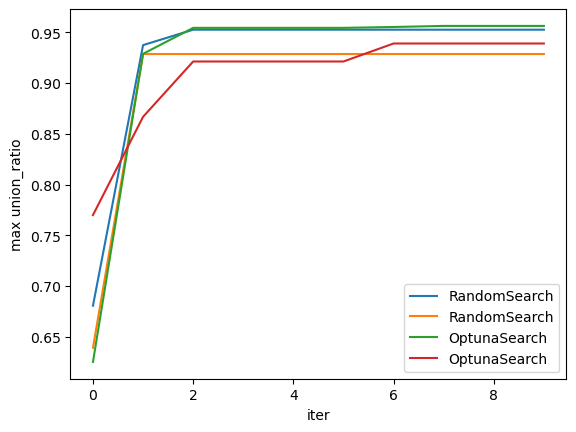 max union_ratio
0.95
0.90
0.85
0.80
0.75
0.70
0.65
0
2
4
6
8
iter
RandomSearch
RandomSearch
OptunaSearch
OptunaSearch